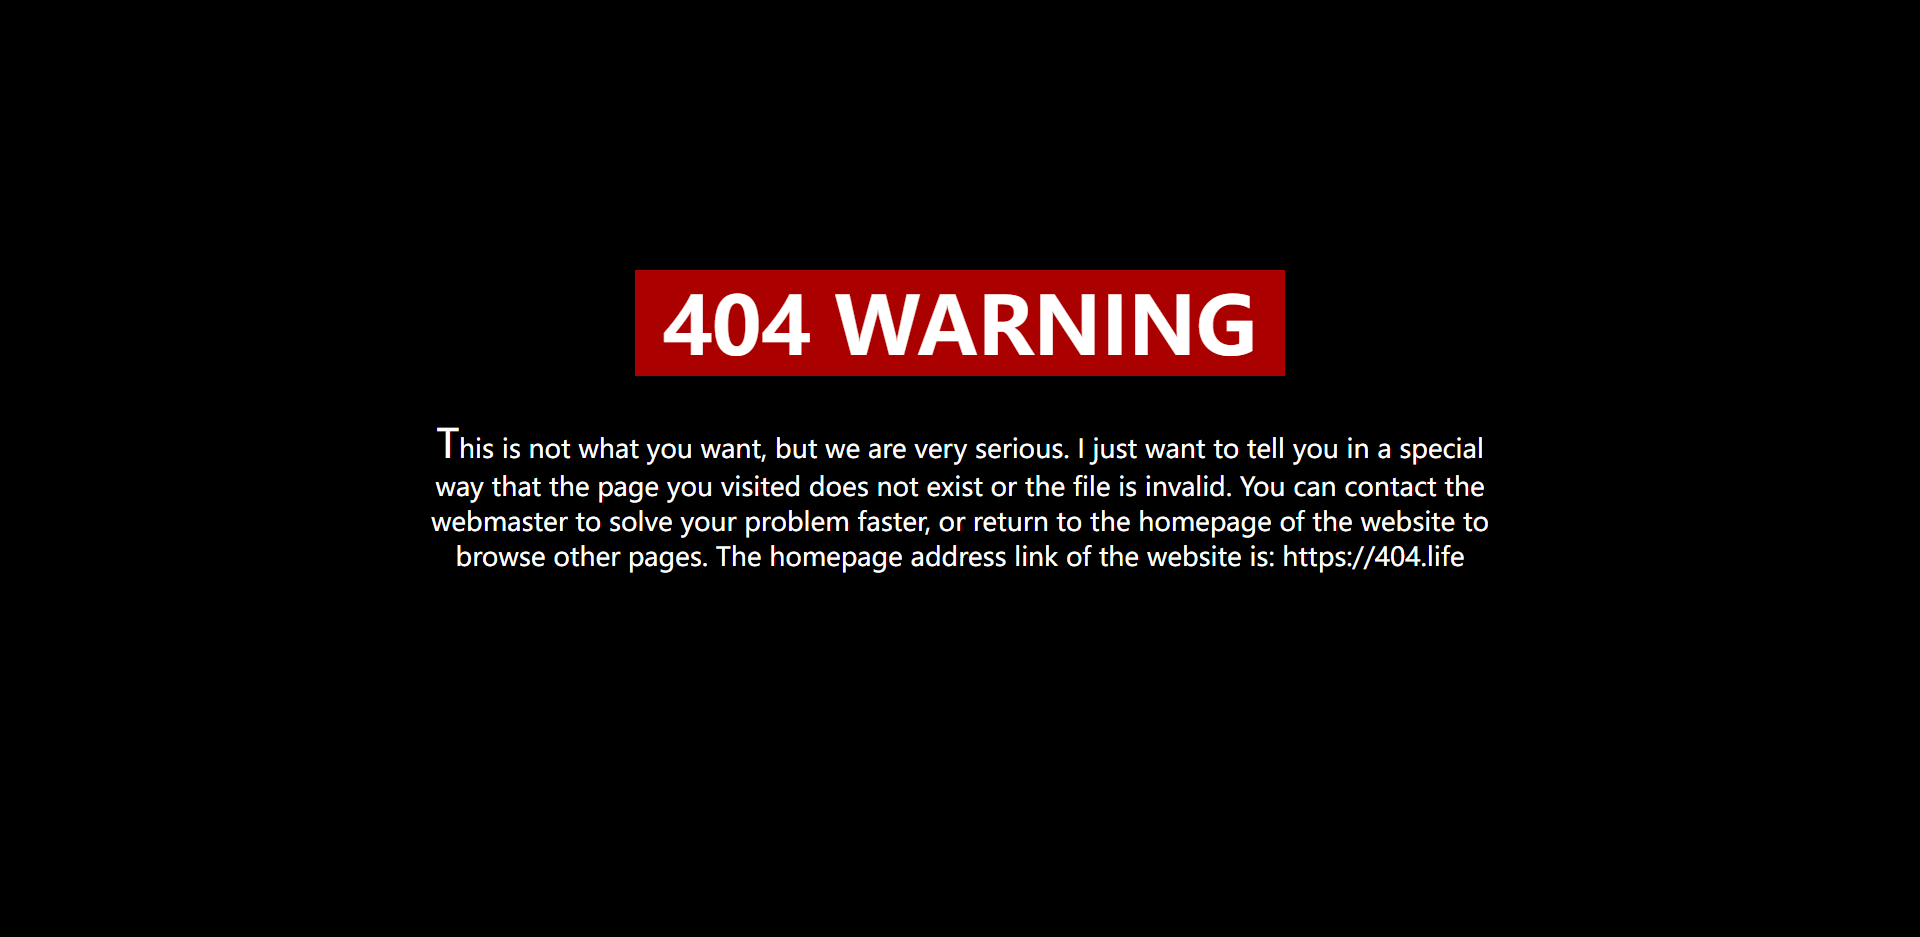 404 WARNING
This is not what you want, but we are very serious. I just want to tell you in a special
way that the page you visited does not exist or the file is invalid. You can contact the
webmaster to solve your problem faster, or return to the homepage of the website to
browse other pages. The homepage address link of the website is: https://404.life